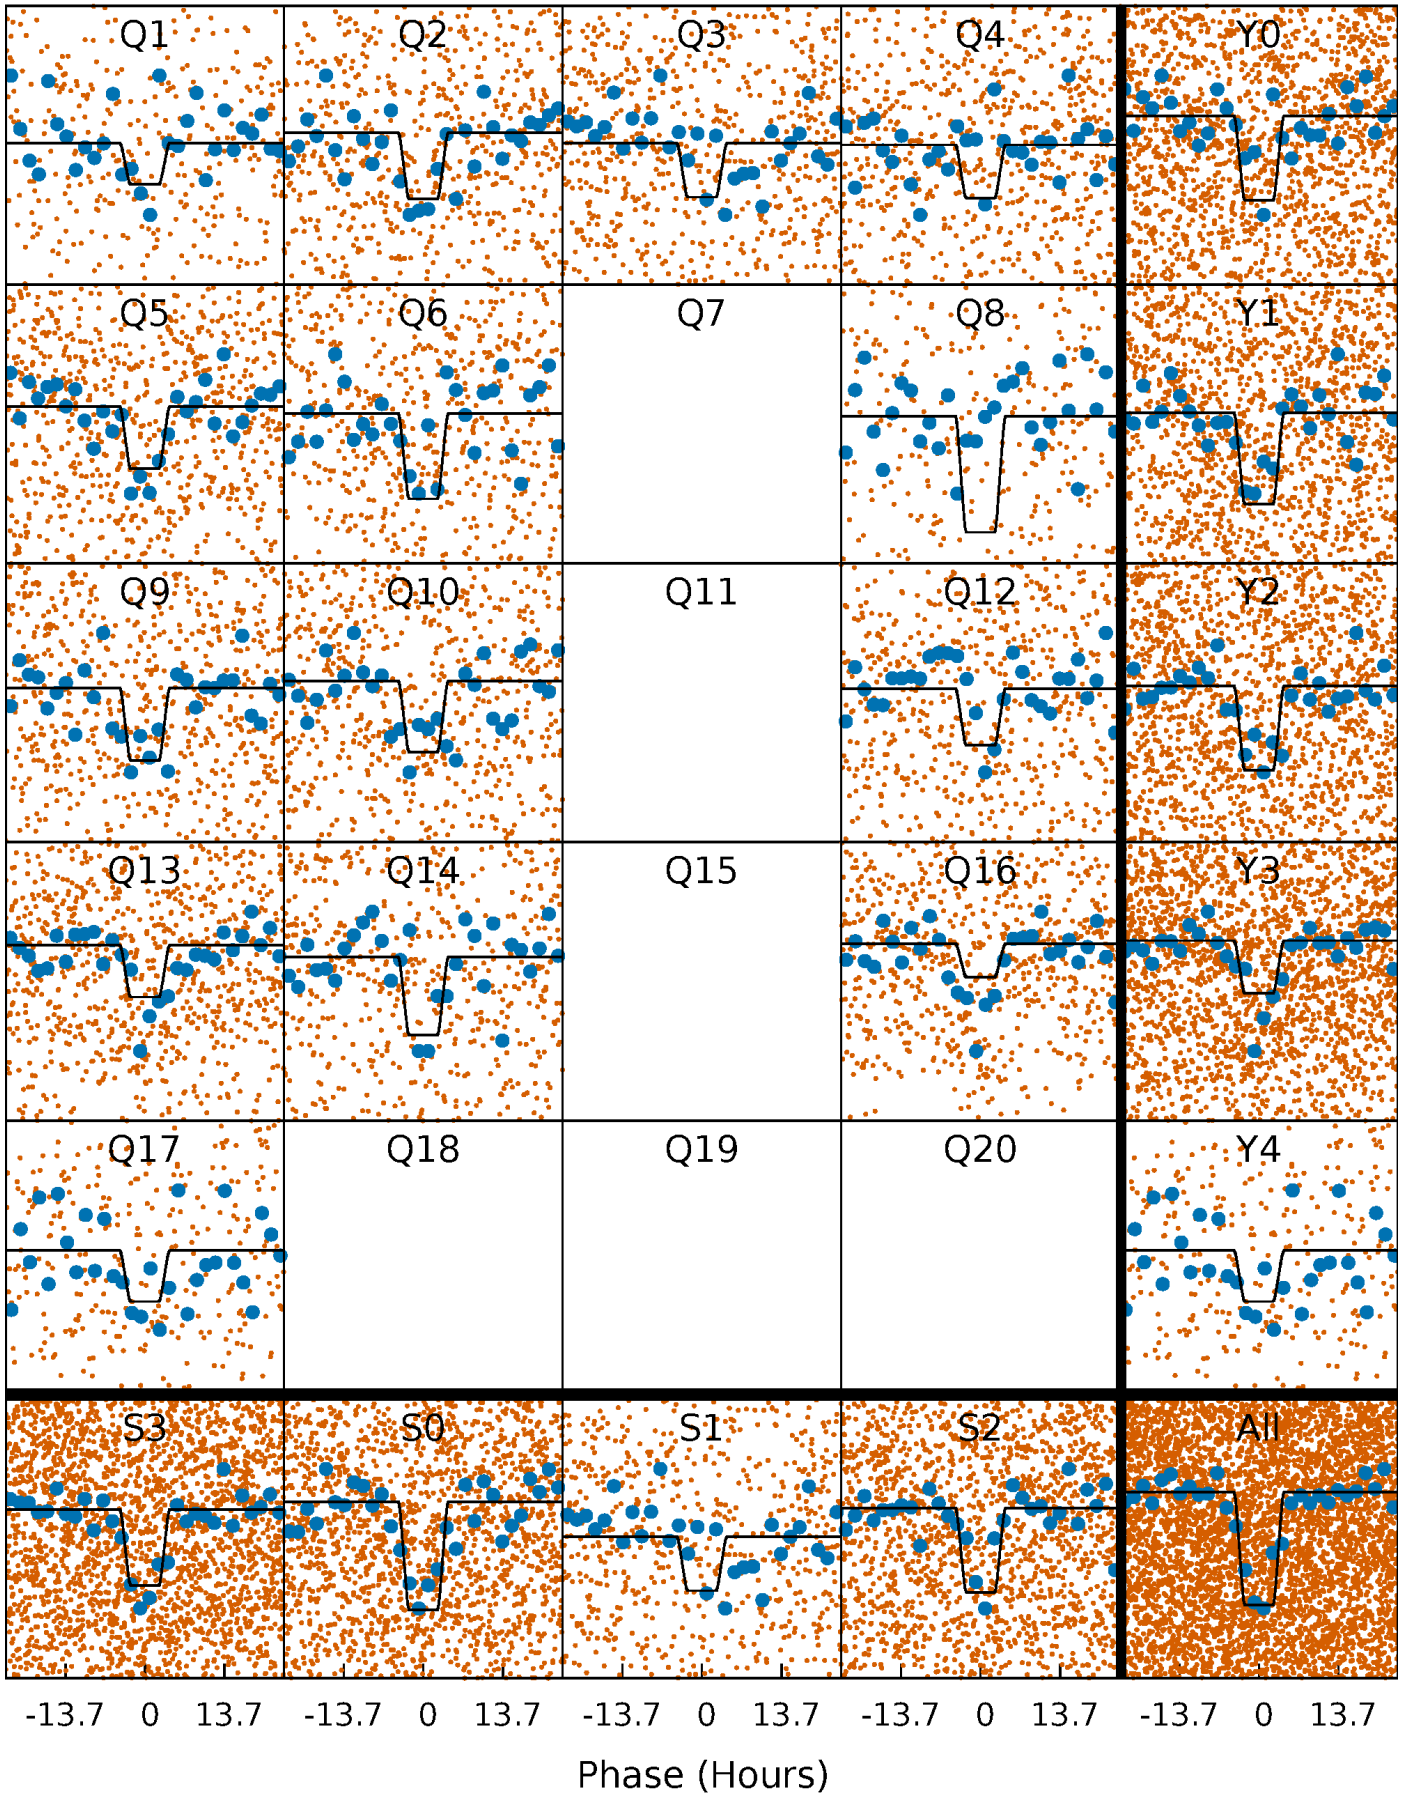 Q1 Q2 Q3 Q4 Y0
Q5 Q6 Q7 Q8 Y1
Q9 Q10 Q11 Q12 Y2
Q13 Q14 Q15 Q16 Y3
Q17 Q18 Q19 Q20 Y4
S3 S0 S1 S2 All
-13.7 0 13.7 -13.7 0 13.7 -13.7 0 13.7 -13.7 0 13.7 -13.7 0 13.7
Phase (Hours)